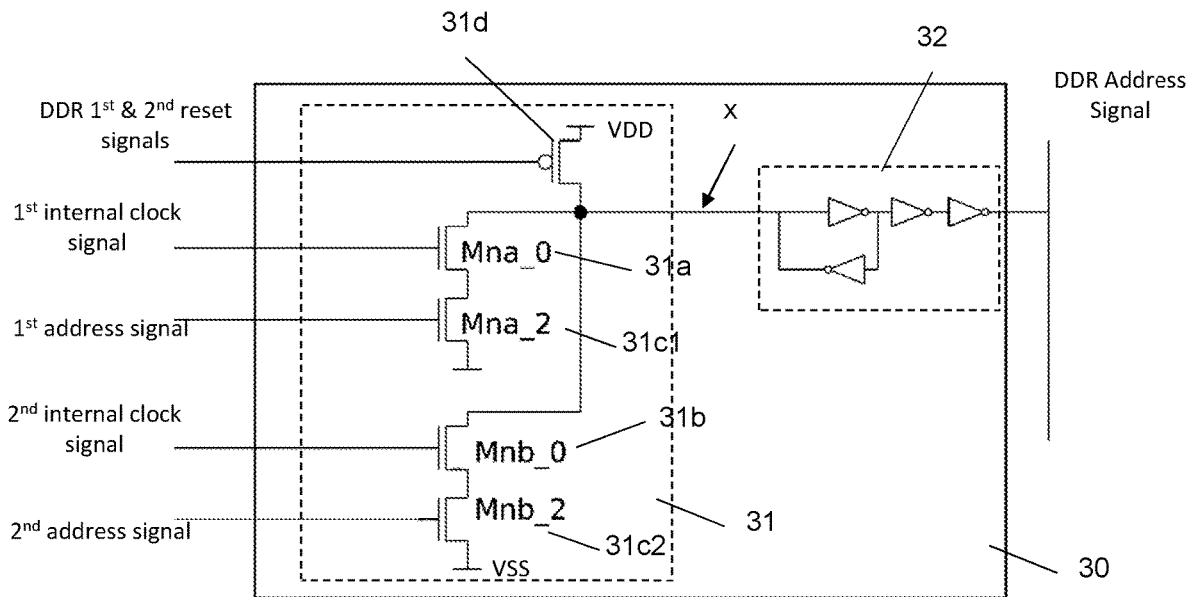 31d
32
DDR Address
Signal
DDR 1st & 2nd reset
signals
VDD
X
1st internal clock
signal
Mna_0
31a
1st address signal
Mna_2
31c1
2nd internal clock
signal
31b
Mnb_0
2nd address signal
Mnb_2
31c2
31
VSS
30